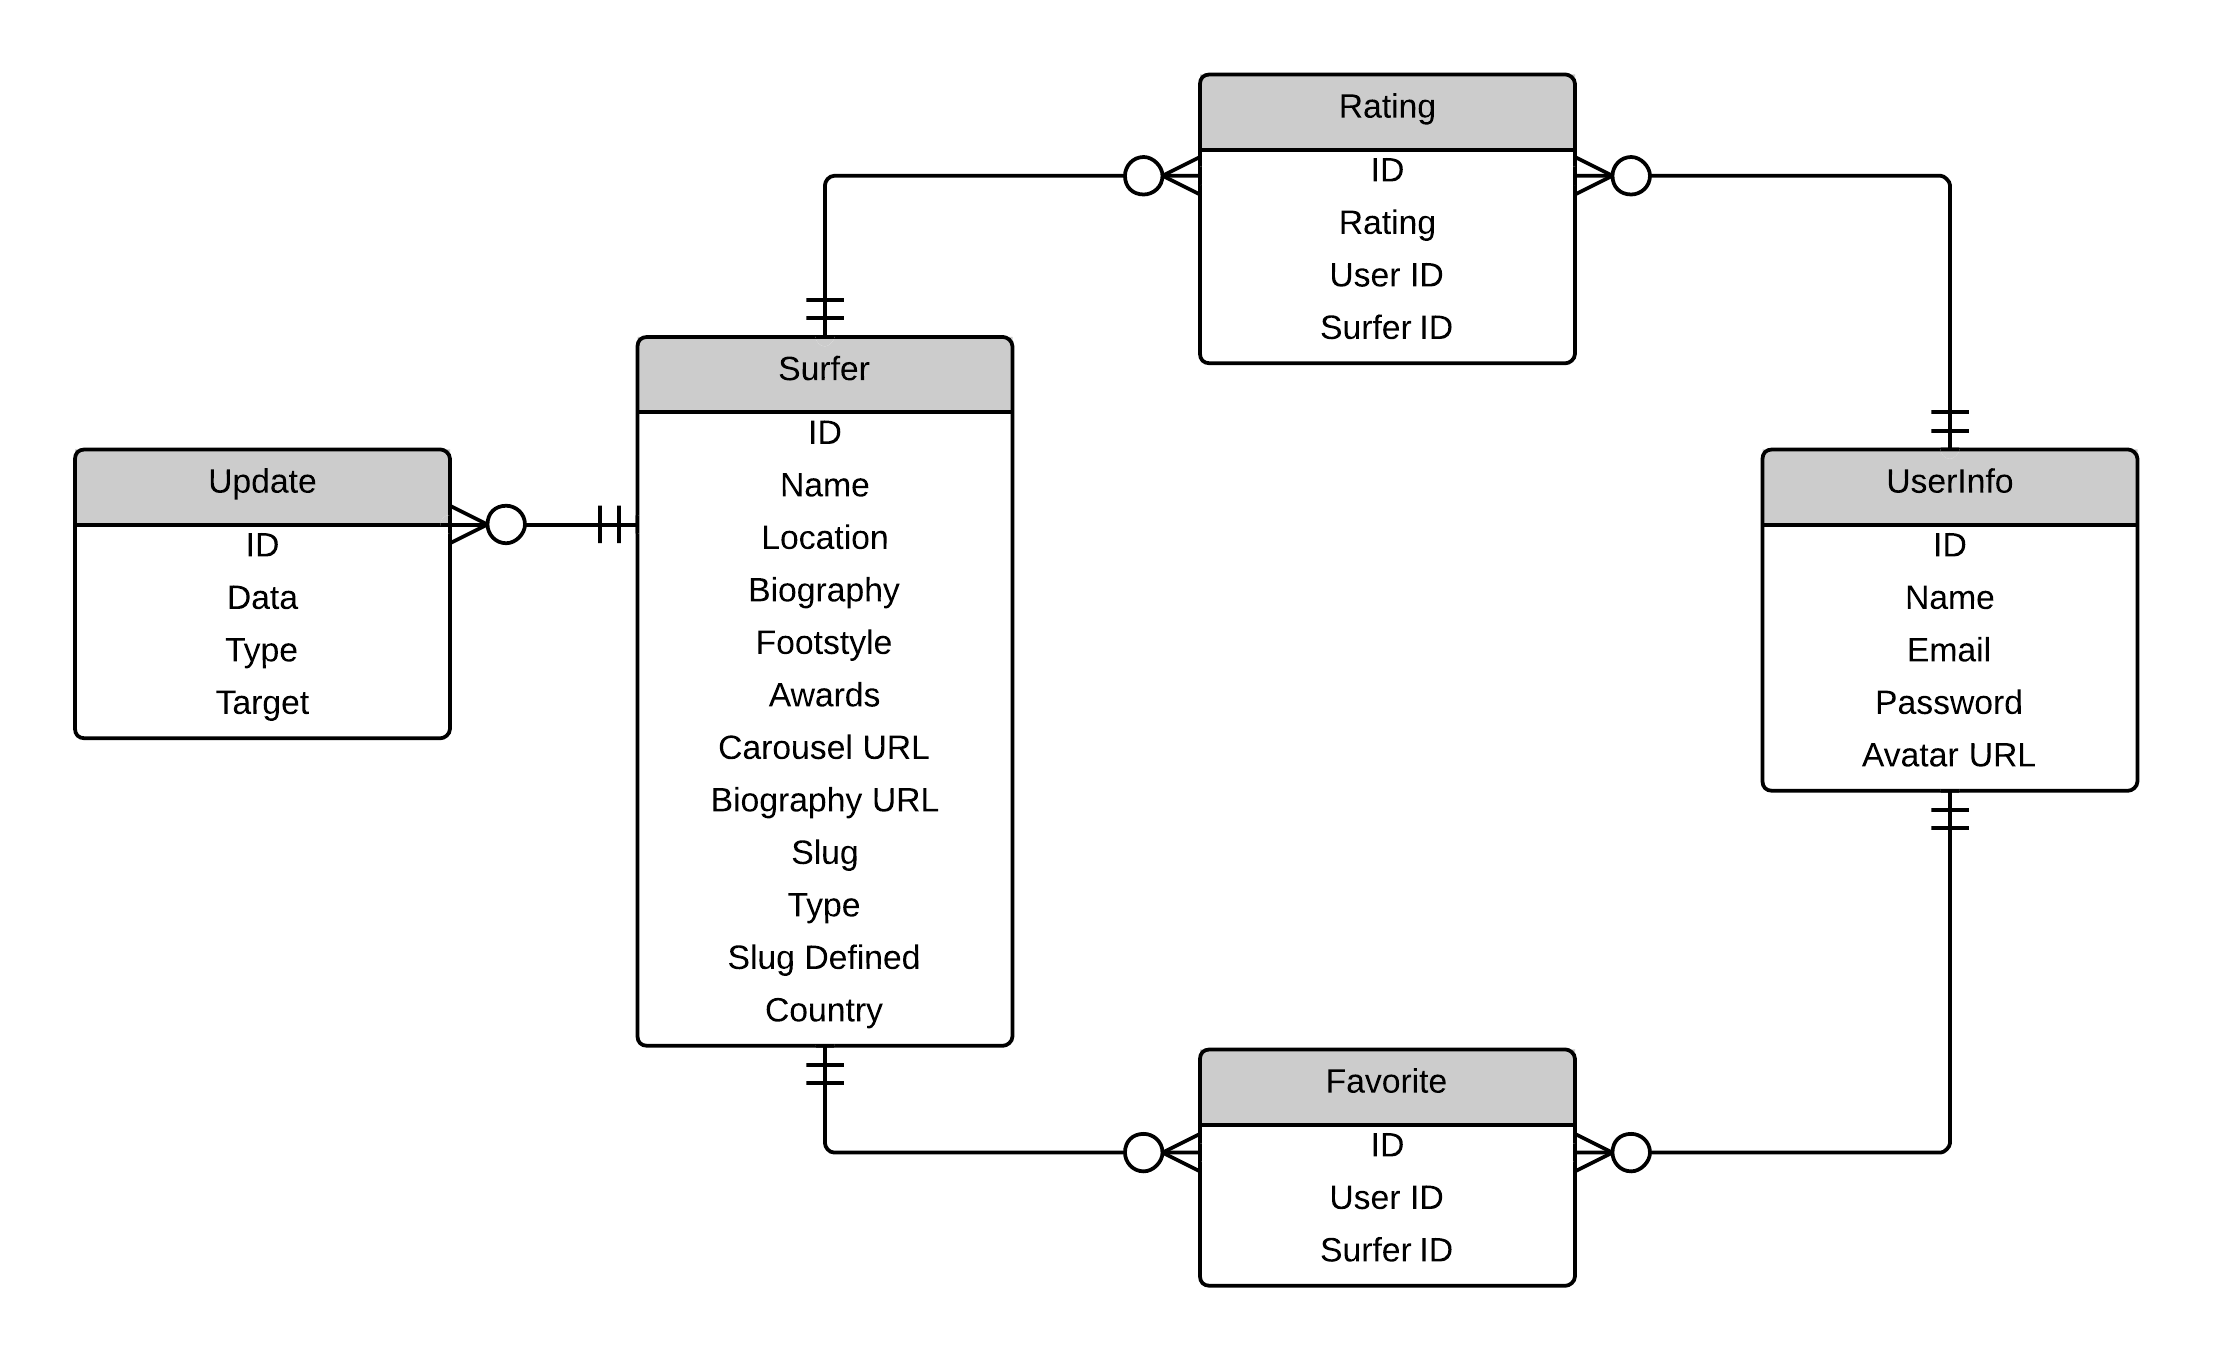 Rating
ID
Rating
User ID
Surfer ID
Surfer
ID
Name
Location
Biography
Footstyle
Awards
Carousel URL
Biography URL
Slug
Type
Slug Defined
Country
Update
ID
Data
Type
Target
UserInfo
ID
Name
Email
Password
Avatar URL
Favorite
ID
User ID
Surfer ID